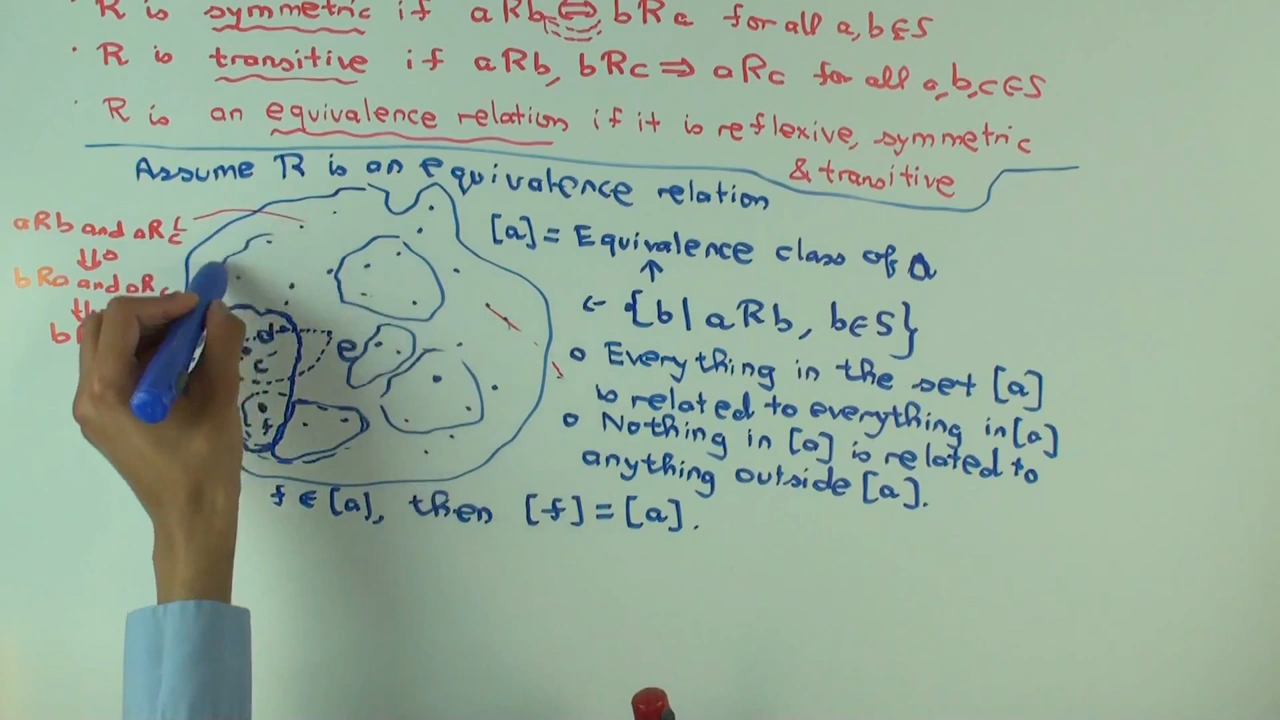 R is symmetric if aRb ⇔ bRa for all a, b ∈ S
· R is transitive if aRb, bRc ⇒ aRc for all a, b, c ∈ S
· R is an equivalence relation if it is reflexive, symmetric
& transitive
Assume R is an equivalence relation
aRb and aRc
⇓
bRa and aRc
[a] = Equivalence class of a
↑
← {b | aRb, b ∈ S}
d
c
e
f
o Everything in the set [a]
is related to everything in [a]
o Nothing in [a] is related to
anything outside [a].
f ∈ [a], then [f] = [a].